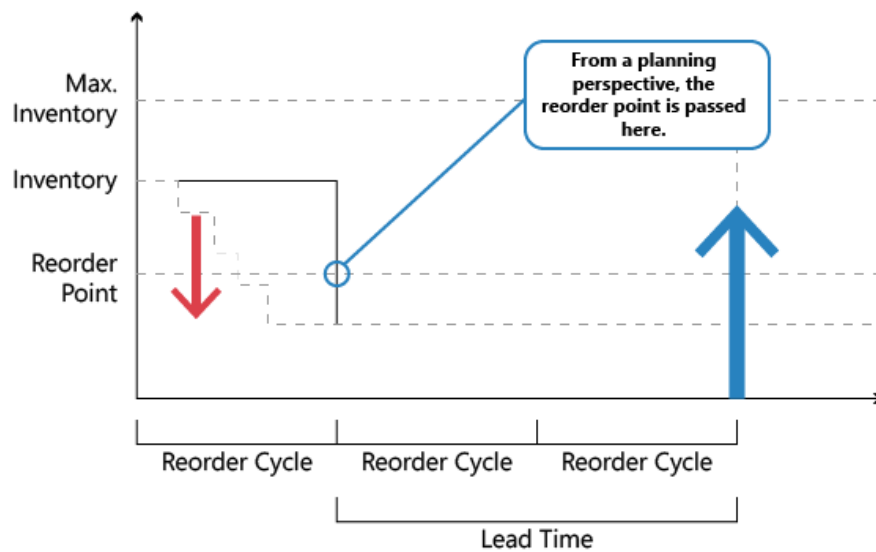 From a planning
perspective, the
reorder point is passed
here.
Max.
Inventory
Inventory
Reorder
Point
Reorder Cycle
Reorder Cycle
Reorder Cycle
Lead Time